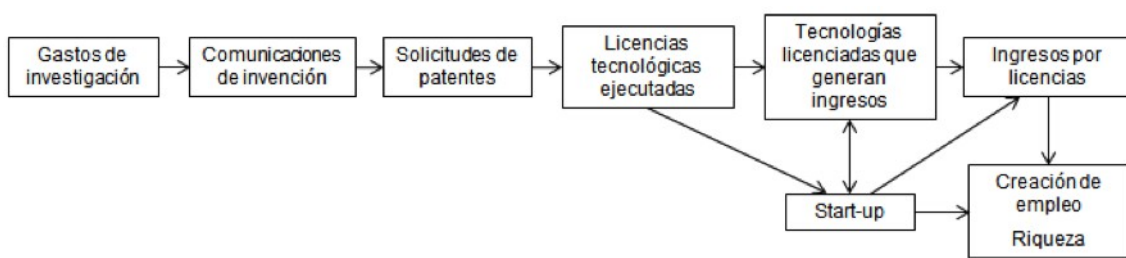 Gastos de
investigación
Comunicaciones
de invención
Solicitudes de
patentes
Licencias
tecnológicas
ejecutadas
Tecnologías
licenciadas que
generan
ingresos
Ingresos por
licencias
Start-up
Creación de
empleo
Riqueza